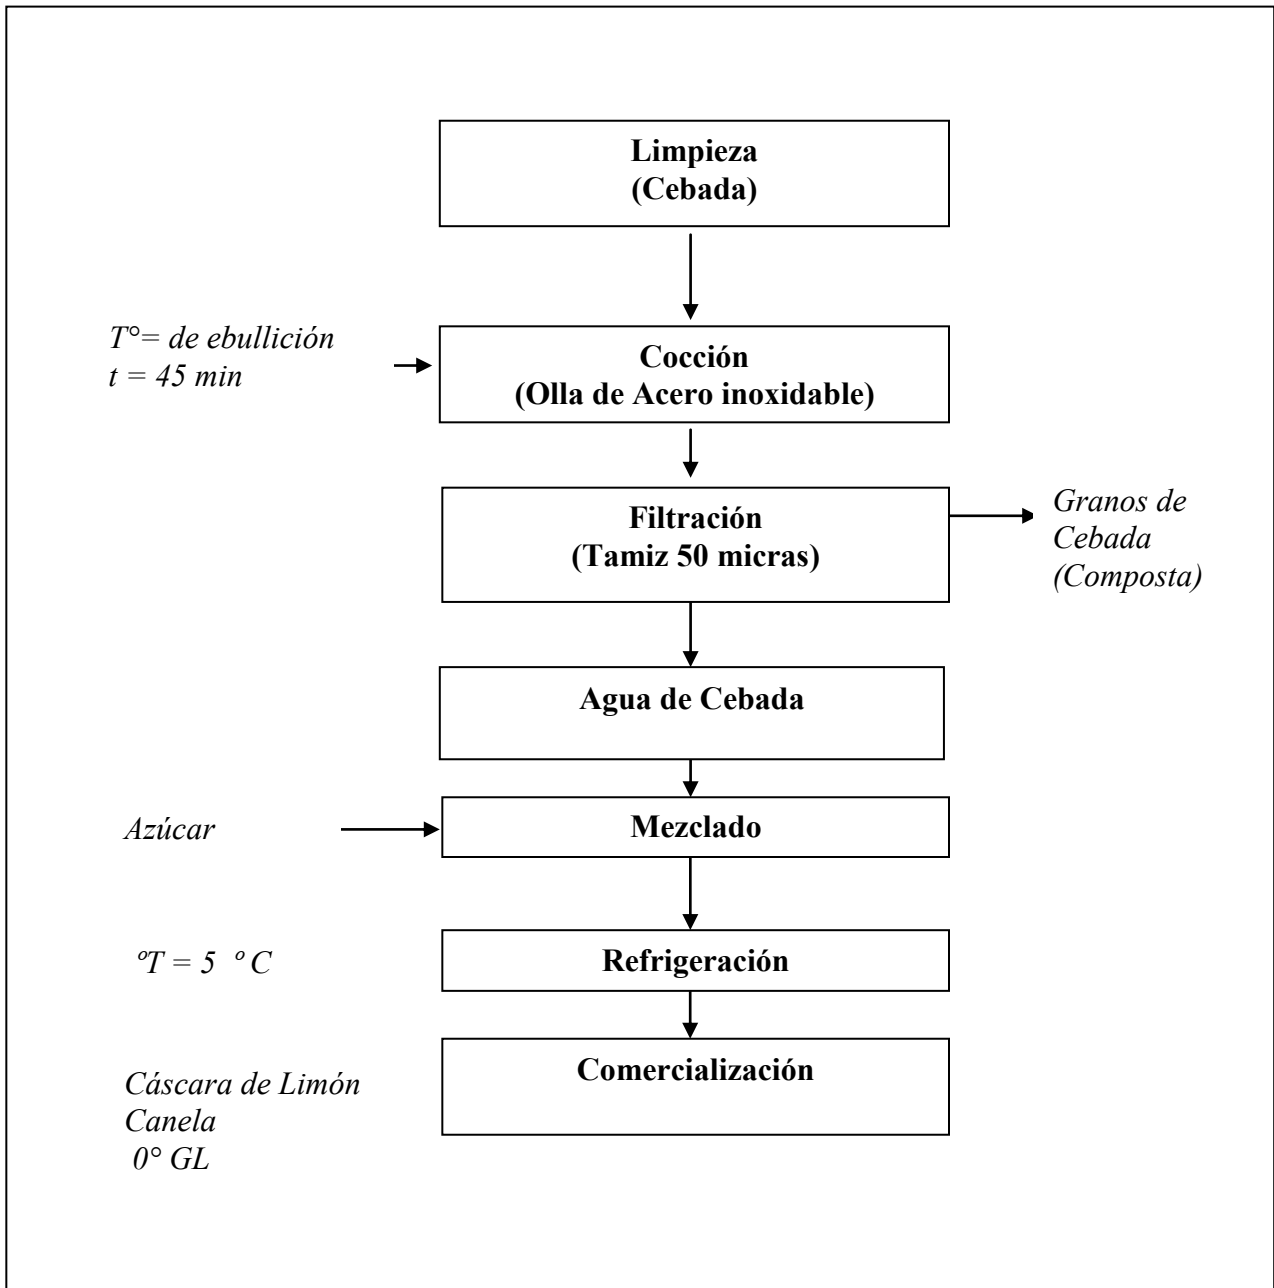 Limpieza
(Cebada)
T°= de ebullición
t = 45 min
Cocción
(Olla de Acero inoxidable)
Filtración
(Tamiz 50 micras)
Granos de
Cebada
(Composta)
Agua de Cebada
Azúcar
Mezclado
ºT = 5 º C
Refrigeración
Comercialización
Cáscara de Limón
Canela
0° GL